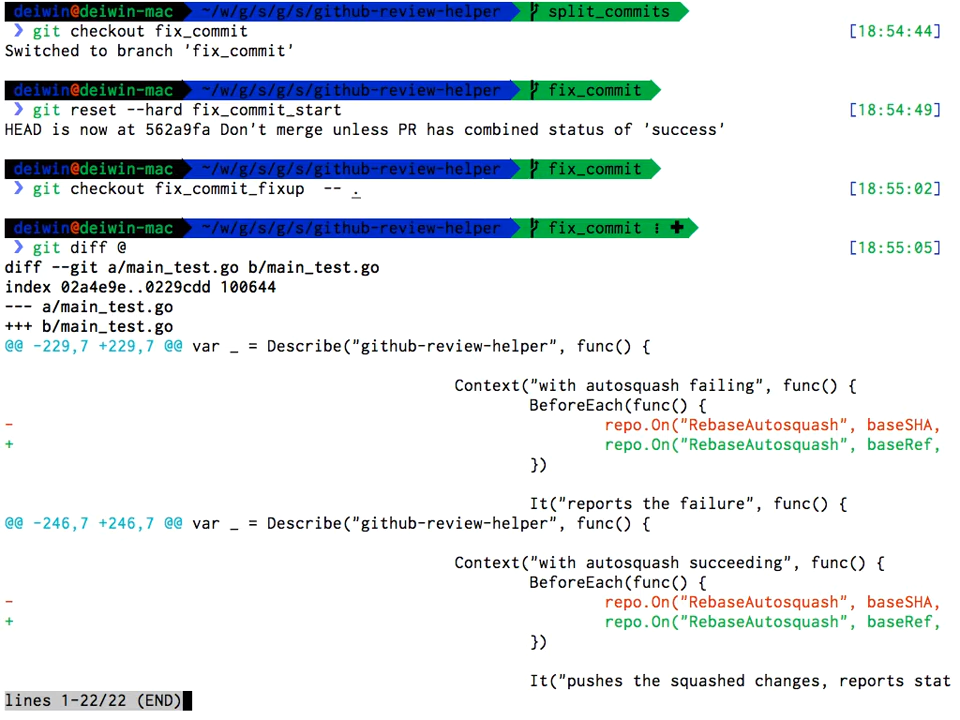 deiwin@deiwin-mac ~/w/g/s/g/s/github-review-helper split_commits
❯ git checkout fix_commit [18:54:44]
Switched to branch 'fix_commit'
deiwin@deiwin-mac ~/w/g/s/g/s/github-review-helper fix_commit
❯ git reset --hard fix_commit_start [18:54:49]
HEAD is now at 562a9fa Don't merge unless PR has combined status of 'success'
deiwin@deiwin-mac ~/w/g/s/g/s/github-review-helper fix_commit
❯ git checkout fix_commit_fixup -- . [18:55:02]
deiwin@deiwin-mac ~/w/g/s/g/s/github-review-helper fix_commit ⫶ ✚
❯ git diff @ [18:55:05]
diff --git a/main_test.go b/main_test.go
index 02a4e9e..0229cdd 100644
--- a/main_test.go
+++ b/main_test.go
@@ -229,7 +229,7 @@ var _ = Describe("github-review-helper", func() {
Context("with autosquash failing", func() {
BeforeEach(func() {
- repo.On("RebaseAutosquash", baseSHA,
+ repo.On("RebaseAutosquash", baseRef,
})
It("reports the failure", func() {
@@ -246,7 +246,7 @@ var _ = Describe("github-review-helper", func() {
Context("with autosquash succeeding", func() {
BeforeEach(func() {
- repo.On("RebaseAutosquash", baseSHA,
+ repo.On("RebaseAutosquash", baseRef,
})
It("pushes the squashed changes, reports stat
lines 1-22/22 (END)